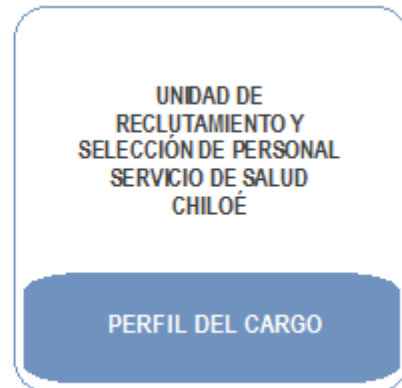 UNIDAD DE
RECLUTAMIENTO Y
SELECCIÓN DE PERSONAL
SERVICIO DE SALUD
CHILOÉ
PERFIL DEL CARGO